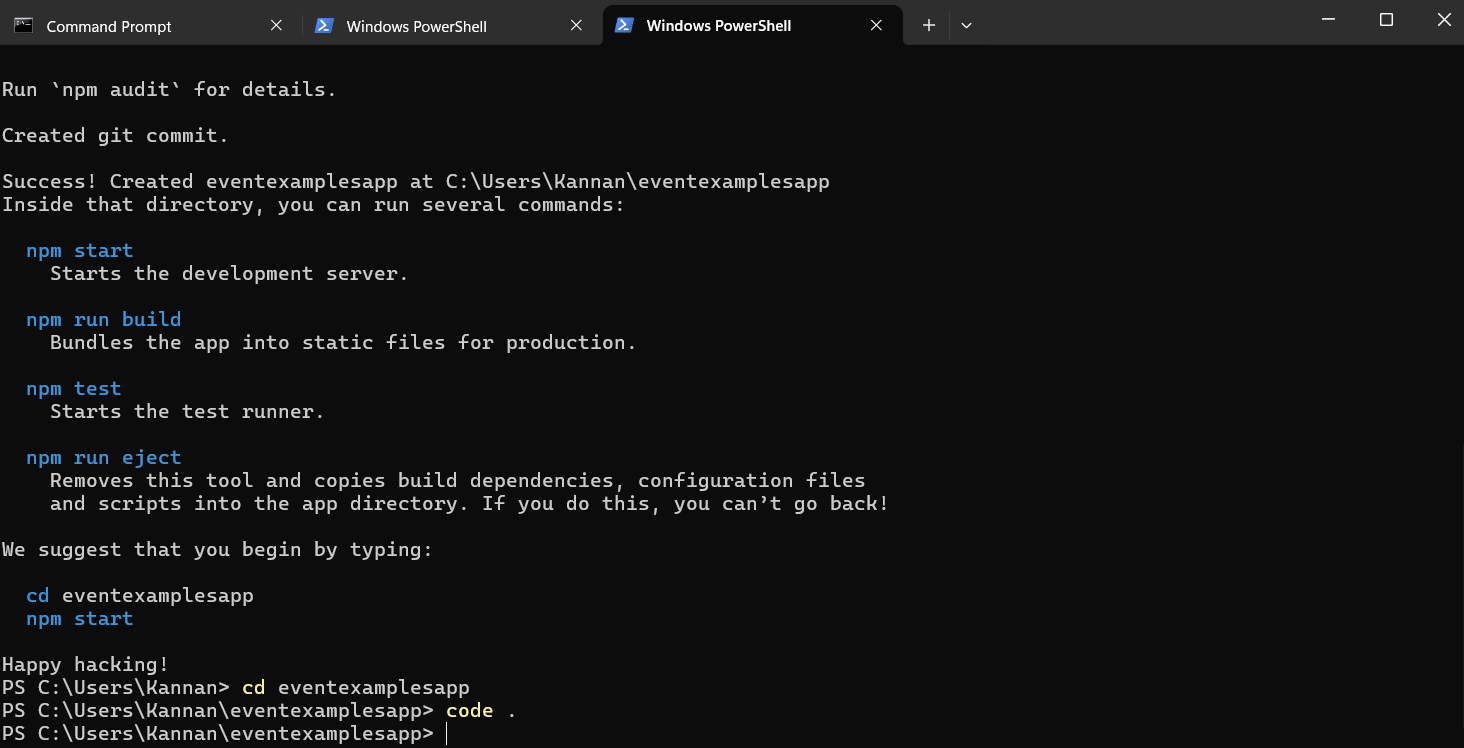 Command Prompt
Windows PowerShell
Windows PowerShell
Run `npm audit` for details.
Created git commit.
Success! Created eventexamplesapp at C:\Users\Kannan\eventexamplesapp
Inside that directory, you can run several commands:
npm start
Starts the development server.
npm run build
Bundles the app into static files for production.
npm test
Starts the test runner.
npm run eject
Removes this tool and copies build dependencies, configuration files
and scripts into the app directory. If you do this, you can’t go back!
We suggest that you begin by typing:
cd eventexamplesapp
npm start
Happy hacking!
PS C:\Users\Kannan> cd eventexamplesapp
PS C:\Users\Kannan\eventexamplesapp> code .
PS C:\Users\Kannan\eventexamplesapp>